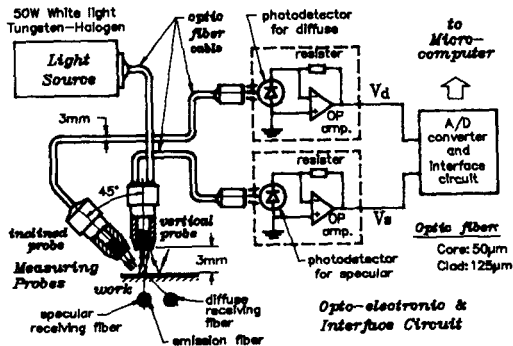 50W White light
Tungeten-Halogen
Light
Source
optic
fiber
cable
photodetector
for diffuse
resister
OP
amp.
Vd
to
Micro-
computer
A/D
converter
and
interface
circuit
3mm
45°
inclined
probe
Measuring
Probes
vertical
probe
work
3mm
specular
receiving fiber
emission fiber
diffuse
receiving
fiber
resister
OP
amp.
Vs
photodetector
for specular
Optic fiber:
Core: 50μm
Clad: 125μm
Opto-electronic &
Interface Circuit